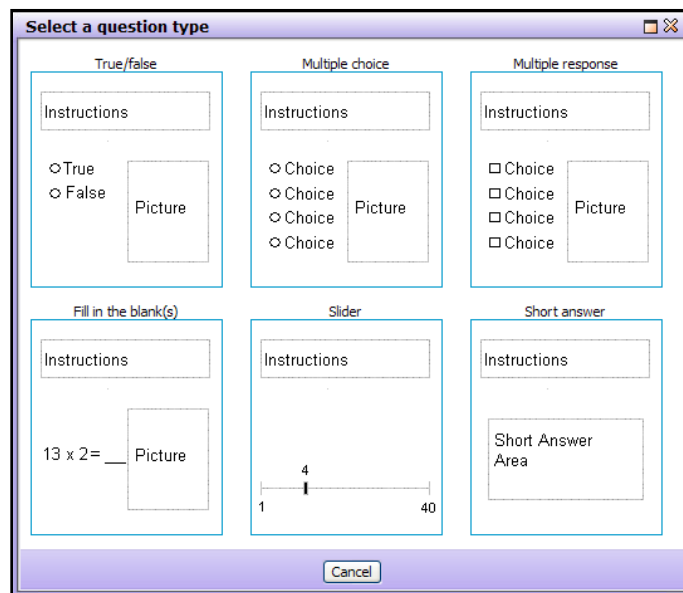 Select a question type
True/false
Instructions
True
False
Picture
Multiple choice
Instructions
Choice
Choice
Choice
Choice
Picture
Multiple response
Instructions
Choice
Choice
Choice
Choice
Picture
Fill in the blank(s)
Instructions
13 x 2= __
Picture
Slider
Instructions
4
1 40
Short answer
Instructions
Short Answer
Area
Cancel